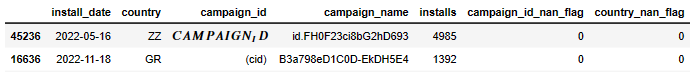 install_date country campaign_id campaign_name installs campaign_id_nan_flag country_nan_flag
45236 2022-05-16 ZZ CAMPAIGN_ID id.FH0F23ci8bG2hD693 4985 0 0
16636 2022-11-18 GR (cid) B3a798eD1C0D-EkDH5E4 1392 0 0